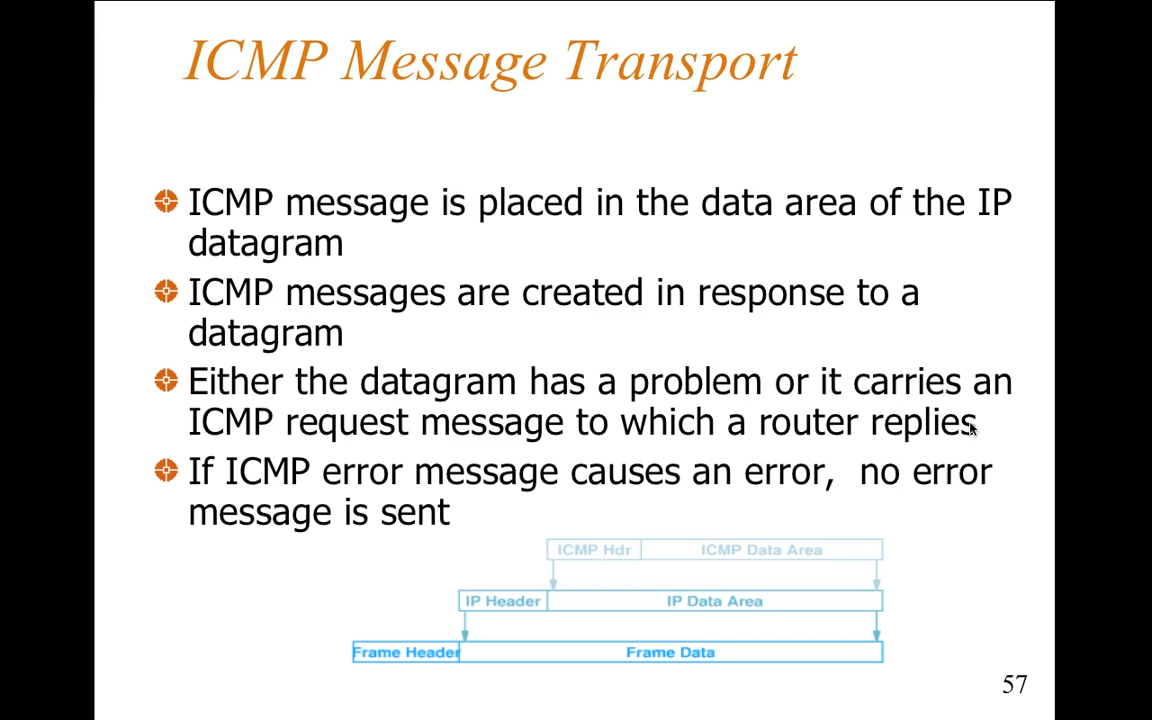 ICMP Message Transport
ICMP message is placed in the data area of the IP
datagram
ICMP messages are created in response to a
datagram
Either the datagram has a problem or it carries an
ICMP request message to which a router replies
If ICMP error message causes an error,  no error
message is sent
ICMP Hdr ICMP Data Area
IP Header IP Data Area
Frame Header Frame Data
57